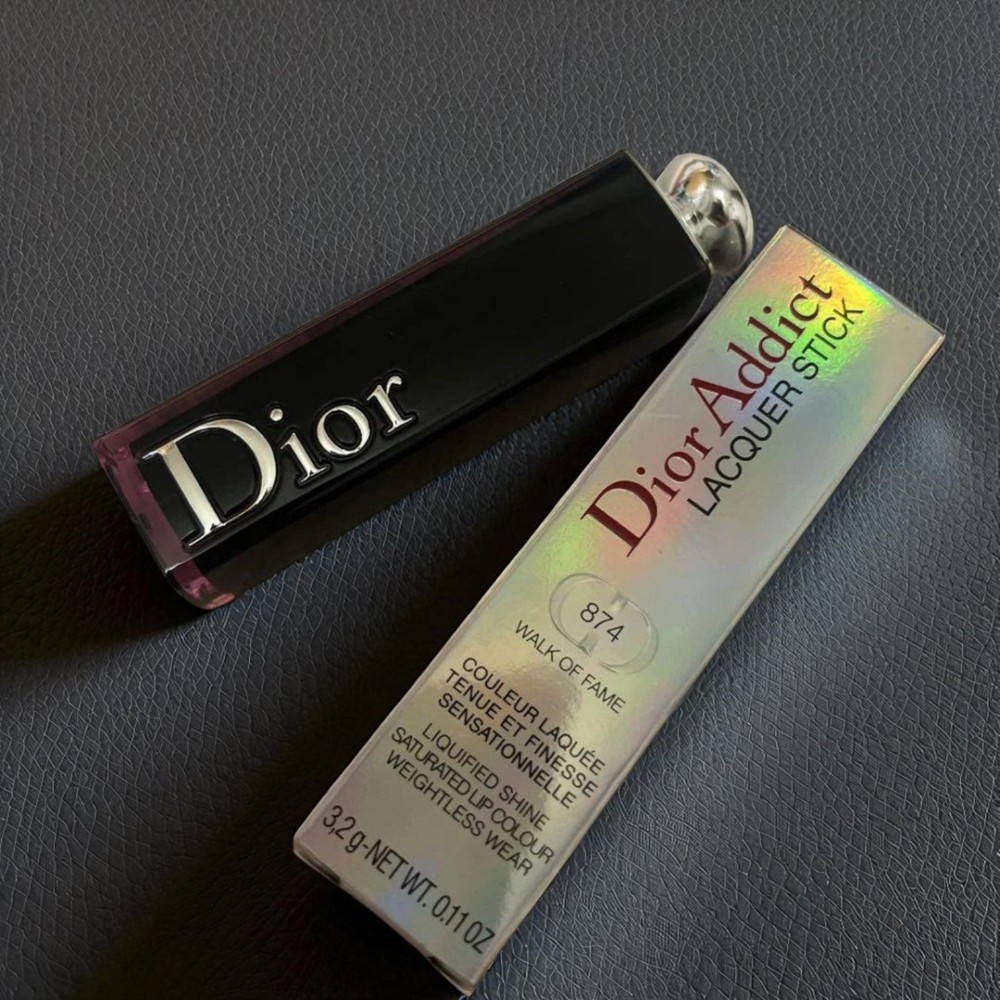 Dior
Dior Addict
LACQUER STICK
874
WALK OF FAME
COULEUR LAQUÉE
TENUE ET FINESSE
SENSATIONNELLE
LIQUIFIED SHINE
SATURATED LIP COLOUR
WEIGHTLESS WEAR
3,2 g-NET WT. 0.11 OZ